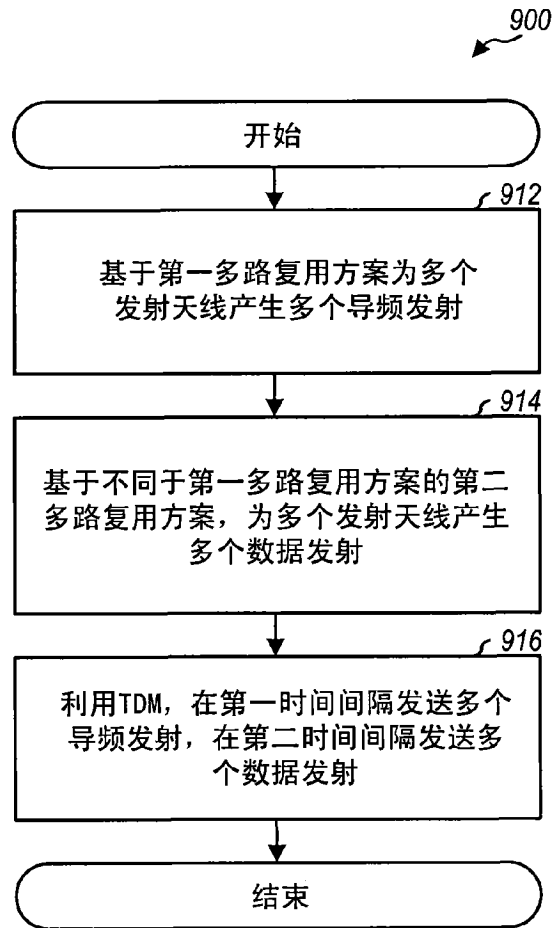 900
开始
912
基于第一多路复用方案为多个
发射天线产生多个导频发射
914
基于不同于第一多路复用方案的第二
多路复用方案，为多个发射天线产生
多个数据发射
916
利用TDM，在第一时间间隔发送多个
导频发射，在第二时间间隔发送多
个数据发射
结束